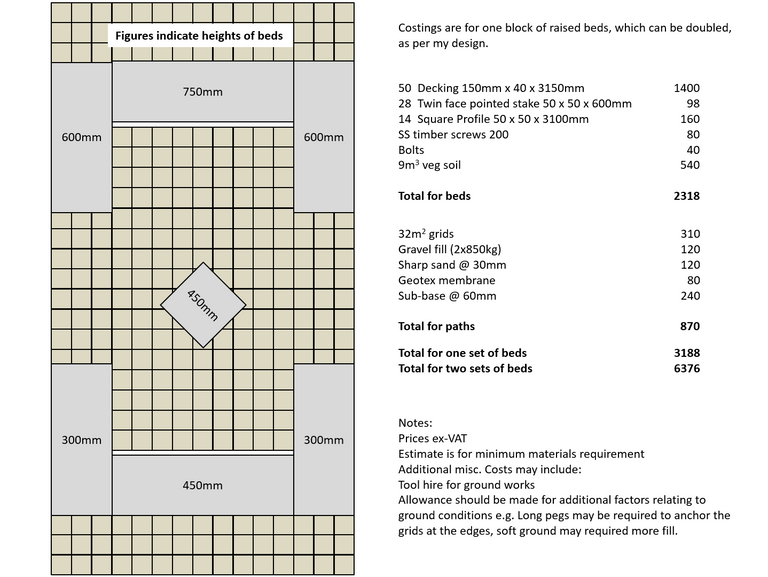 Figures indicate heights of beds
750mm
600mm
600mm
450mm
300mm
300mm
450mm
Costings are for one block of raised beds, which can be doubled,
as per my design.
50 Decking 150mm x 40 x 3150mm 1400
28 Twin face pointed stake 50 x 50 x 600mm 98
14 Square Profile 50 x 50 x 3100mm 160
SS timber screws 200 80
Bolts 40
9m³ veg soil 540
Total for beds 2318
32m² grids 310
Gravel fill (2x850kg) 120
Sharp sand @ 30mm 120
Geotex membrane 80
Sub-base @ 60mm 240
Total for paths 870
Total for one set of beds 3188
Total for two sets of beds 6376
Notes:
Prices ex-VAT
Estimate is for minimum materials requirement
Additional misc. Costs may include:
Tool hire for ground works
Allowance should be made for additional factors relating to
ground conditions e.g. Long pegs may be required to anchor the
grids at the edges, soft ground may required more fill.